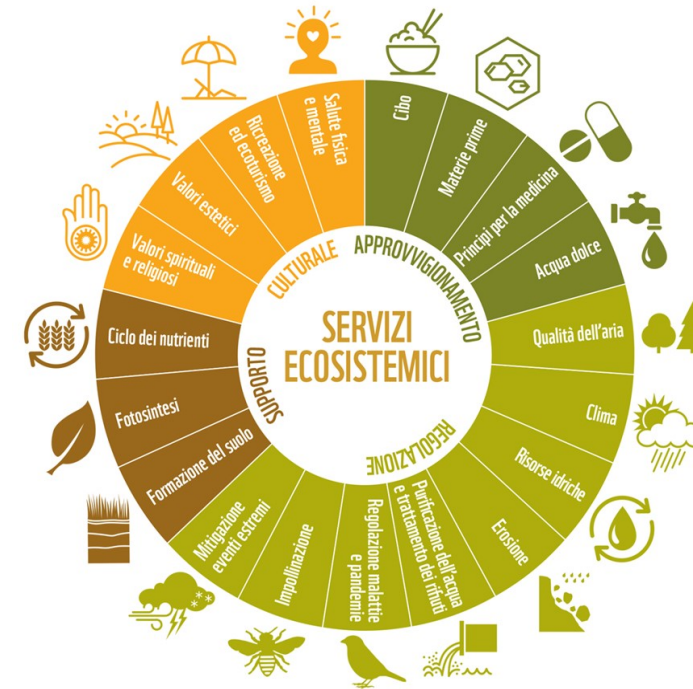 SERVIZI
ECOSISTEMICI
APPROVVIGIONAMENTO
Cibo
Materie prime
Principi per la medicina
Acqua dolce
REGOLAZIONE
Qualità dell'aria
Clima
Risorse idriche
Erosione
Purificazione dell'acqua
e trattamento dei rifiuti
Regolazione malattie
e pandemie
Impollinazione
Mitigazione
eventi estremi
SUPPORTO
Formazione del suolo
Fotosintesi
Ciclo dei nutrienti
CULTURALE
Valori spirituali
e religiosi
Valori estetici
Ricreazione
ed ecoturismo
Salute fisica
e mentale